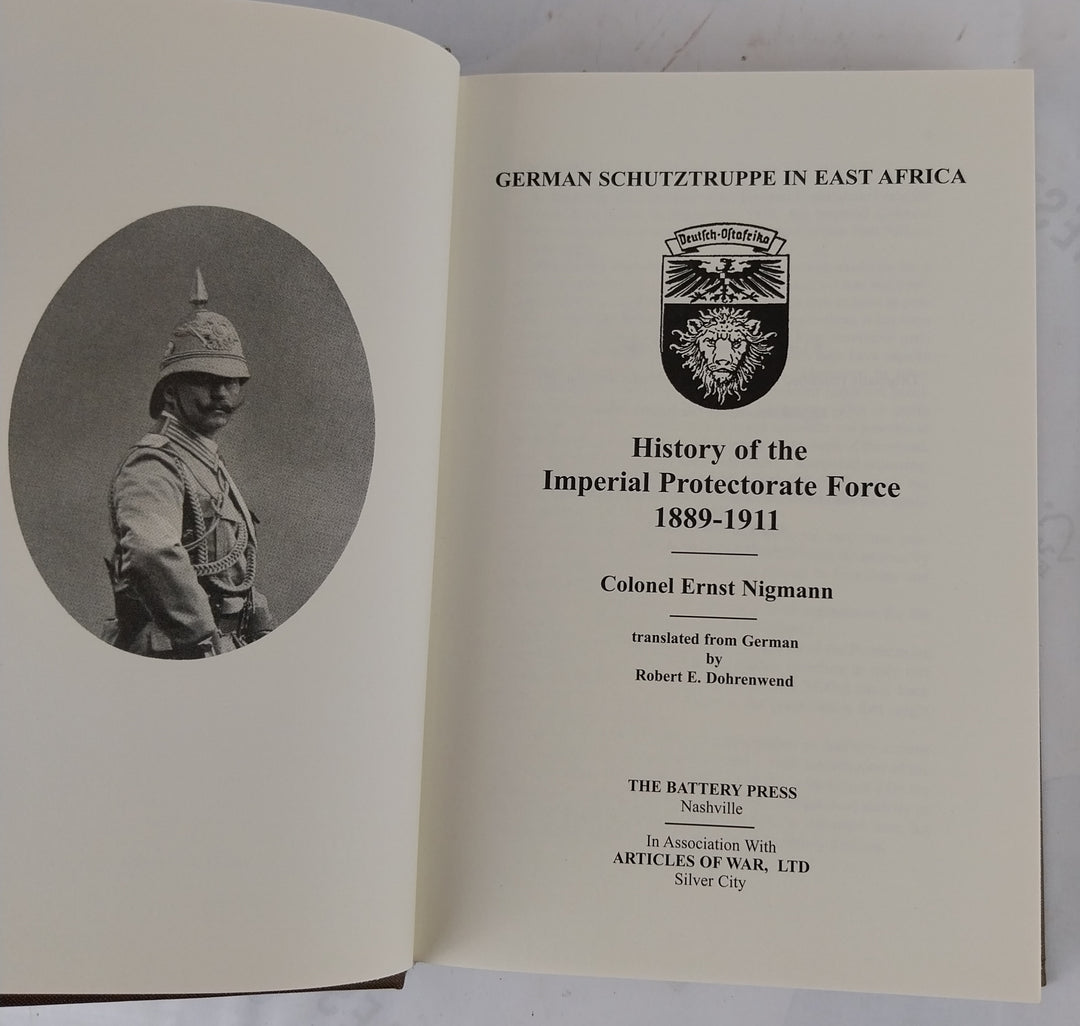 GERMAN SCHUTZTRUPPE IN EAST AFRICA
Deutsch-Ostafrika
History of the
Imperial Protectorate Force
1889-1911
Colonel Ernst Nigmann
translated from German
by
Robert E. Dohrenwend
THE BATTERY PRESS
Nashville
In Association With
ARTICLES OF WAR, LTD
Silver City